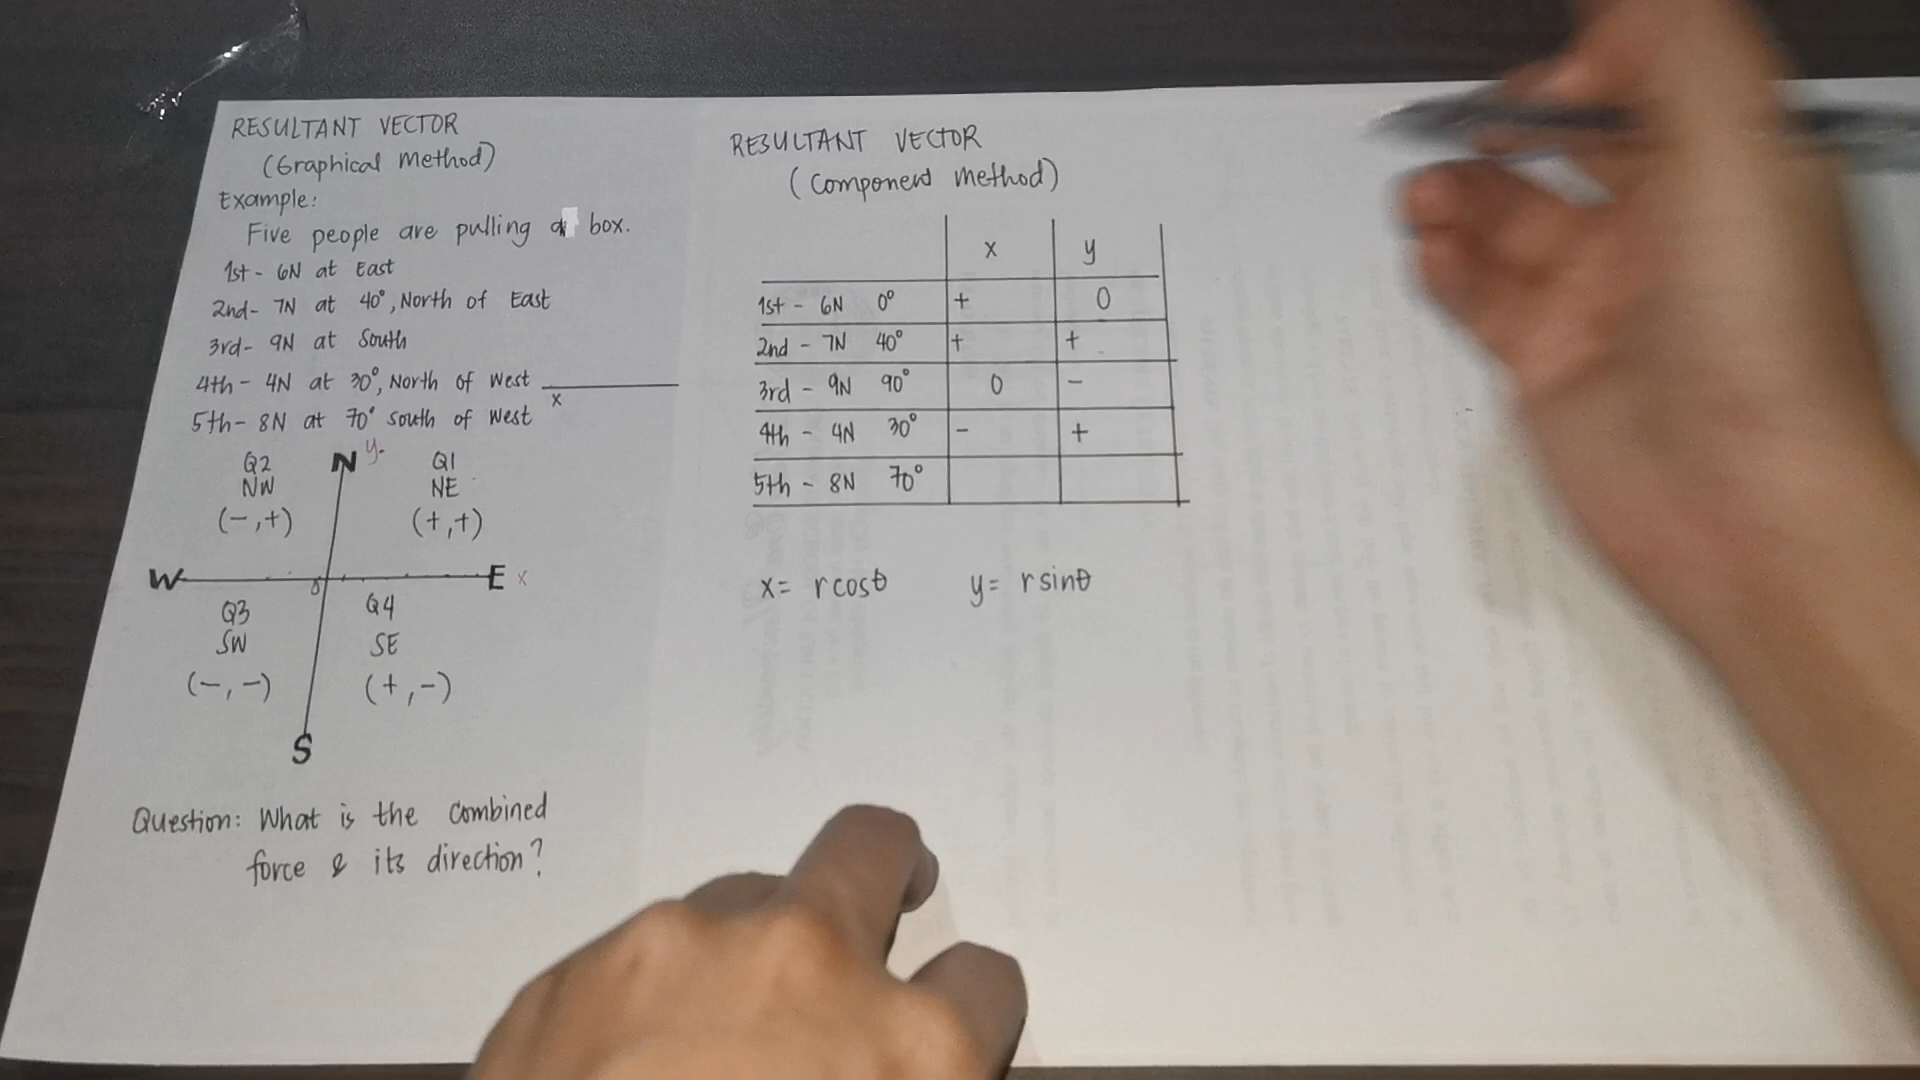 RESULTANT VECTOR
(Graphical Method)
Example:
Five people are pulling a box.
1st - 6N at East
2nd - 7N at 40°, North of East
3rd - 9N at South
4th - 4N at 30°, North of West
x
5th - 8N at 70° South of West
N y
Q2
NW
(-,+)
Q1
NE
(+,+)
W
E x
0
Q3
SW
(-,-)
Q4
SE
(+,-)
S
Question: What is the combined
force & its direction?
RESULTANT VECTOR
(Component Method)
x y
1st - 6N 0° + 0
2nd - 7N 40° + +
3rd - 9N 90° 0 -
4th - 4N 30° - +
5th - 8N 70°
x= rcosθ y= rsinθ